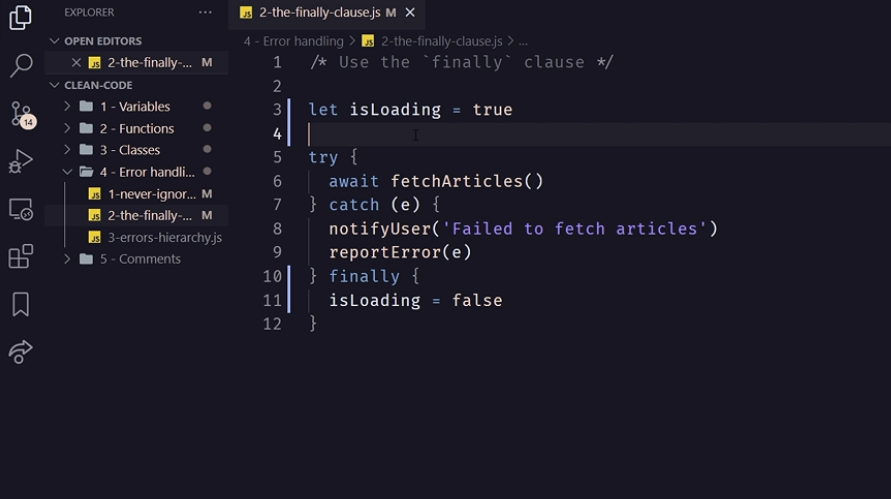 EXPLORER ...
OPEN EDITORS
JS 2-the-finally-... M
CLEAN-CODE
1 - Variables
2 - Functions
14
3 - Classes
4 - Error handli...
JS 1-never-ignor... M
JS 2-the-finally-... M
JS 3-errors-hierarchy.js
5 - Comments
JS 2-the-finally-clause.js M
4 - Error handling > JS 2-the-finally-clause.js > ...
1 /* Use the `finally` clause */
2
3 let isLoading = true
4
5 try {
6 await fetchArticles()
7 } catch (e) {
8 notifyUser('Failed to fetch articles')
9 reportError(e)
10 } finally {
11 isLoading = false
12 }